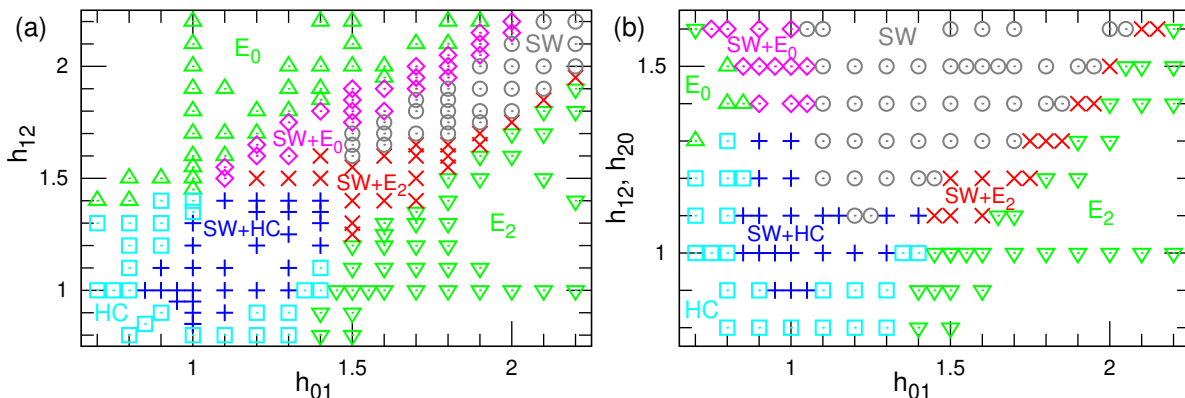 (a)
E₀
SW
SW+E₀
SW+E₂
SW+HC
E₂
HC
h₁₂
2
1.5
1
1
1.5
2
h₀₁
(b)
SW+E₀
SW
E₀
SW+E₂
SW+HC
E₂
HC
h₁₂, h₂₀
1.5
1
1
1.5
2
h₀₁